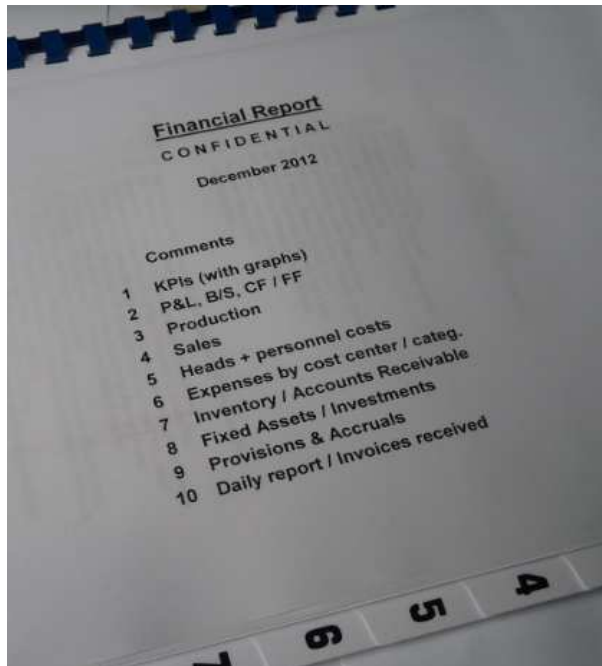 Financial Report
CONFIDENTIAL
December 2012
Comments
1 KPIs (with graphs)
2 P&L, B/S, CF / FF
3 Production
4 Sales
5 Heads + personnel costs
6 Expenses by cost center / categ.
7 Inventory / Accounts Receivable
8 Fixed Assets / Investments
9 Provisions & Accruals
10 Daily report / Invoices received
4
5
6
7